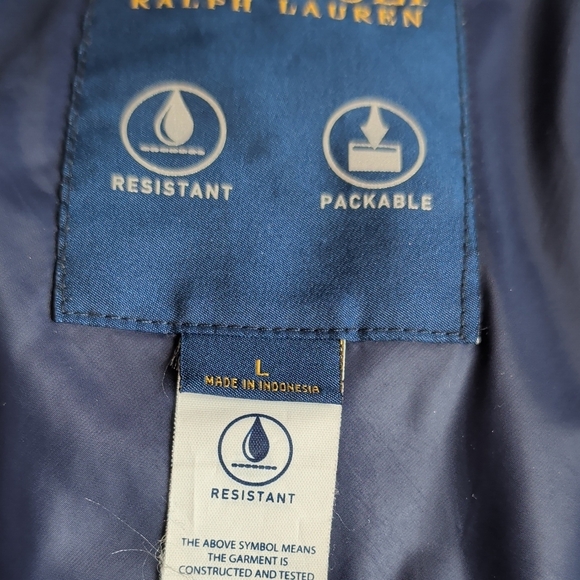 RALPH LAUREN
RESISTANT
PACKABLE
L
MADE IN INDONESIA
RESISTANT
THE ABOVE SYMBOL MEANS
THE GARMENT IS
CONSTRUCTED AND TESTED